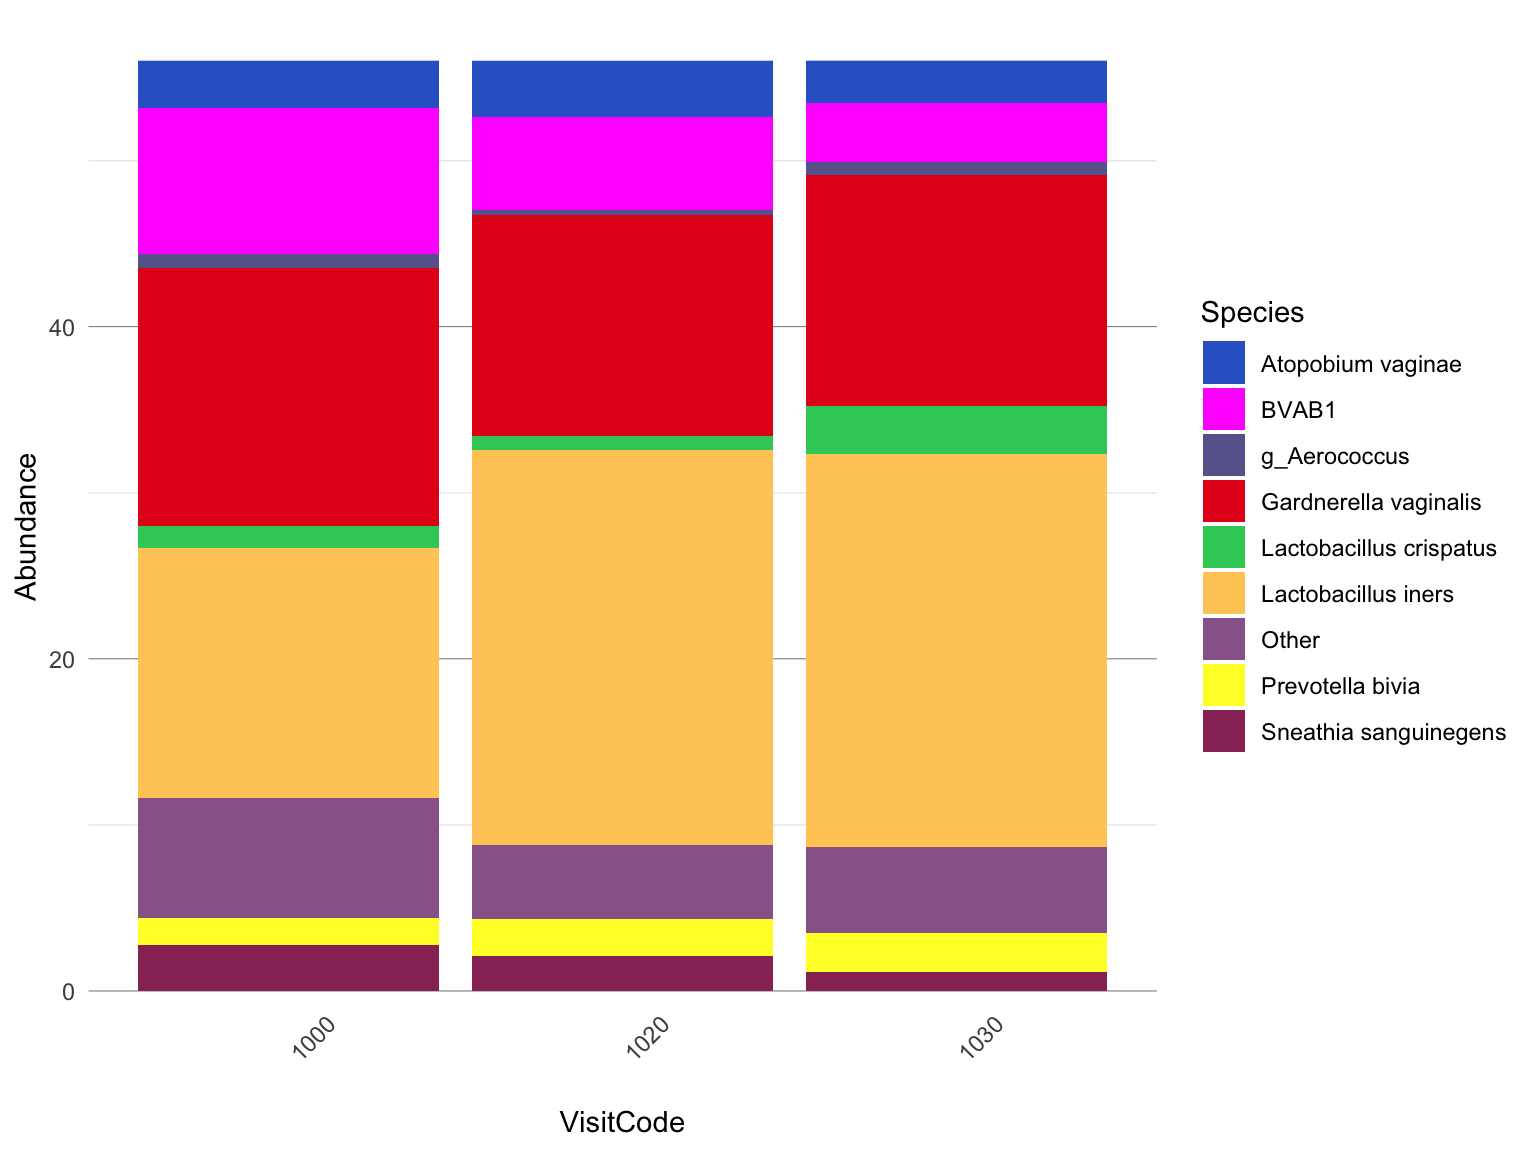 Abundance
40
20
0
1000
1020
1030
VisitCode
Species
Atopobium vaginae
BVAB1
g_Aerococcus
Gardnerella vaginalis
Lactobacillus crispatus
Lactobacillus iners
Other
Prevotella bivia
Sneathia sanguinegens